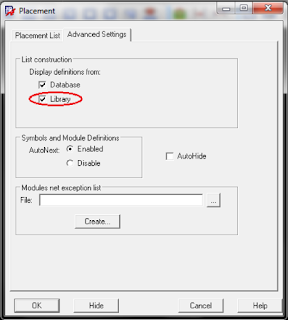 Placement
Placement List Advanced Settings
List construction
Display definitions from:
Database
Library
Symbols and Module Definitions
AutoNext: Enabled
Disable
AutoHide
Modules net exception list
File: ...
Create...
OK Hide Cancel Help